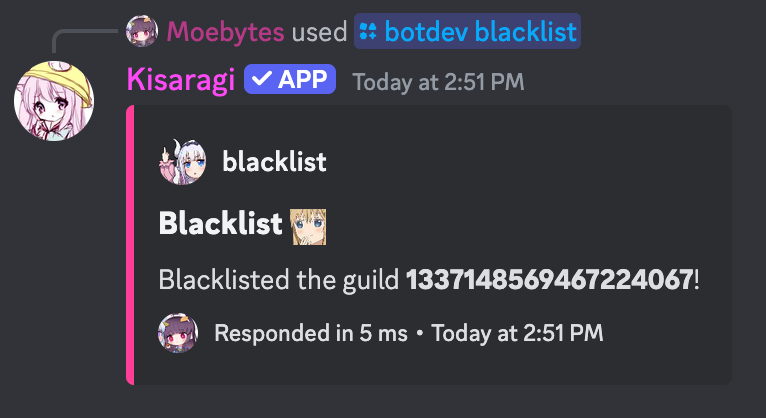 Moebytes used botdev blacklist
Kisaragi APP Today at 2:51 PM
blacklist
Blacklist
Blacklisted the guild 1337148569467224067!
Responded in 5 ms • Today at 2:51 PM